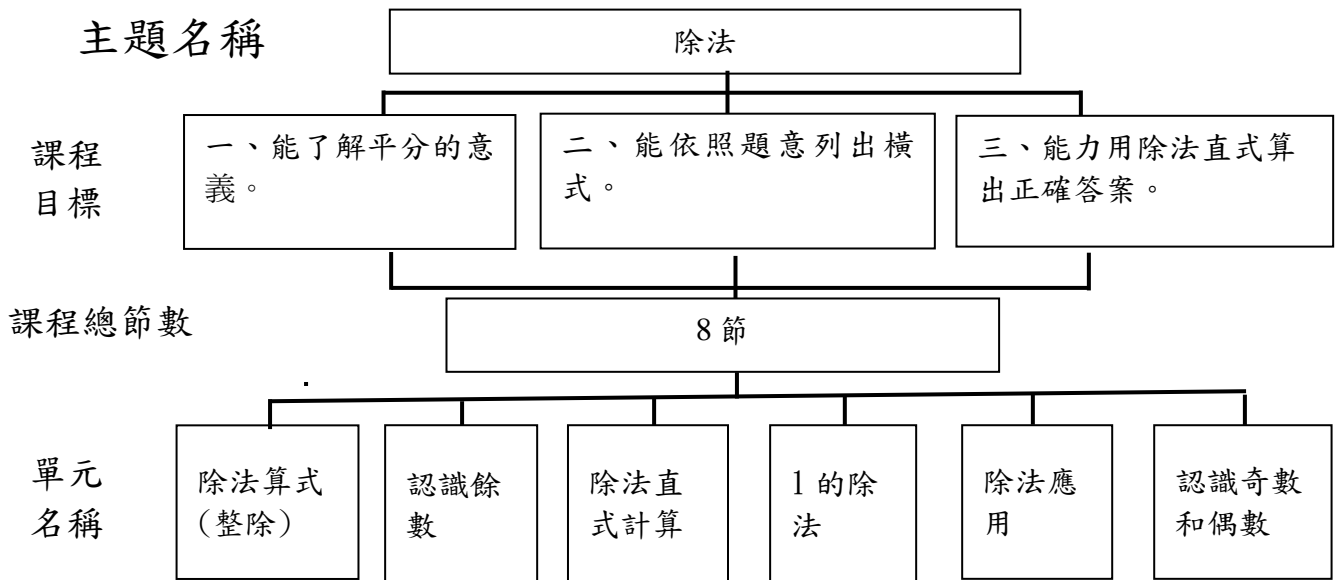 主題名稱
除法
課程
目標
一、能了解平分的意
義。
二、能依照題意列出橫
式。
三、能力用除法直式算
出正確答案。
課程總節數
8 節
單元
名稱
除法算式
(整除)
認識餘
數
除法直
式計算
1 的除
法
除法應
用
認識奇數
和偶數